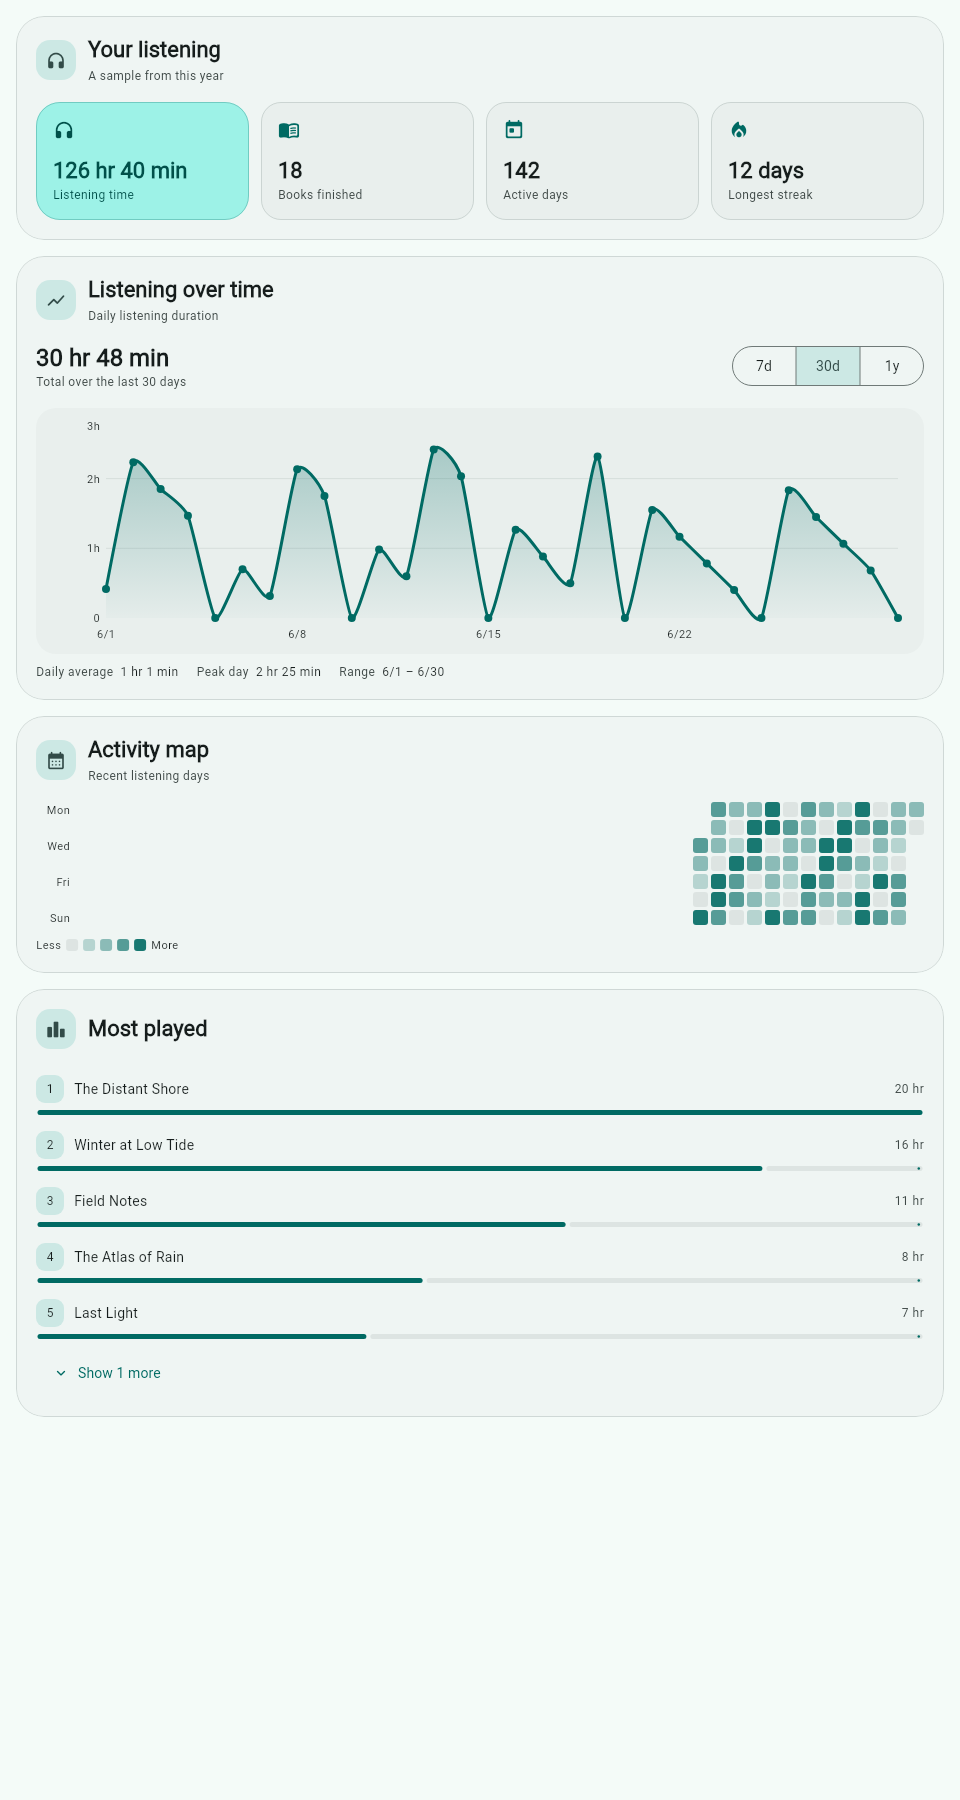 Your listening
A sample from this year
126 hr 40 min
Listening time
18
Books finished
142
Active days
12 days
Longest streak
Listening over time
Daily listening duration
30 hr 48 min
Total over the last 30 days
7d 30d 1y
3h
2h
1h
0
6/1 6/8 6/15 6/22
Daily average 1 hr 1 min Peak day 2 hr 25 min Range 6/1 – 6/30
Activity map
Recent listening days
Mon
Wed
Fri
Sun
Less More
Most played
1 The Distant Shore 20 hr
2 Winter at Low Tide 16 hr
3 Field Notes 11 hr
4 The Atlas of Rain 8 hr
5 Last Light 7 hr
Show 1 more